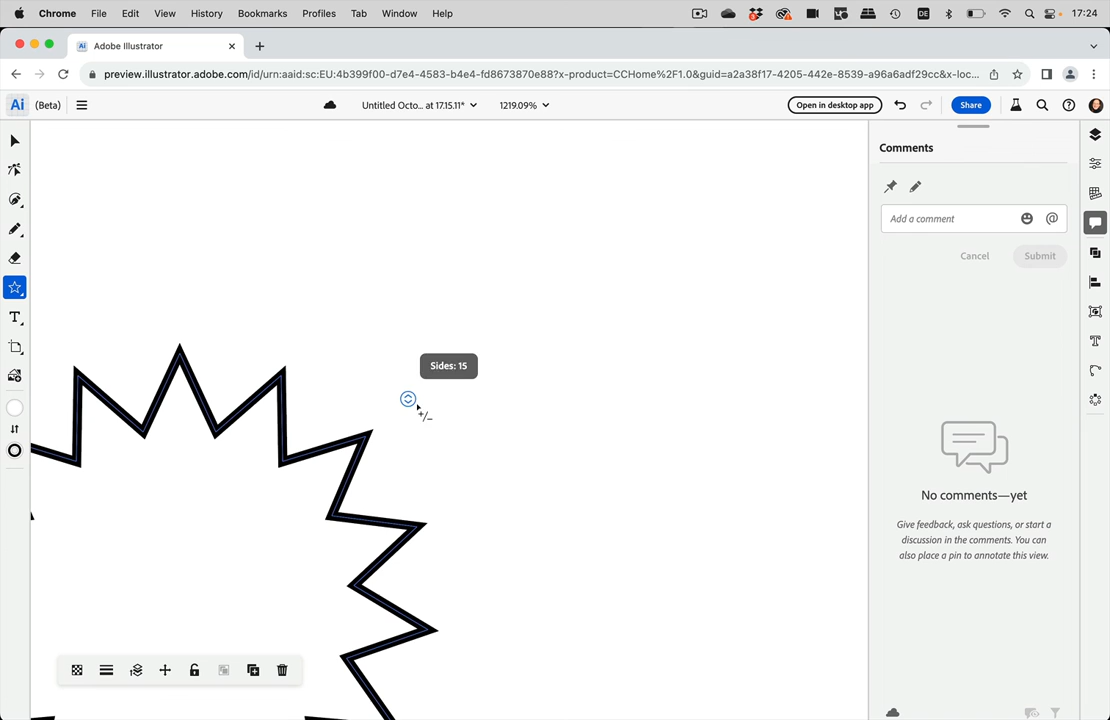 Chrome File Edit View History Bookmarks Profiles Tab Window Help 3 DE 17:24
Ai Adobe Illustrator
preview.illustrator.adobe.com/id/urn:aaid:sc:EU:4b399f00-d7e4-4583-b4e4-fd8673870e88?x-product=CCHome%2F1.0&guid=a2a38f17-4205-442e-8539-a96a6adf29cc&x-loc...
Ai (Beta) Untitled Octo... at 17.15.11* 1219.09% Open in desktop app Share
Comments
Add a comment
Cancel Submit
Sides: 15
+/-
No comments—yet
Give feedback, ask questions, or start a
discussion in the comments. You can
also place a pin to annotate this view.